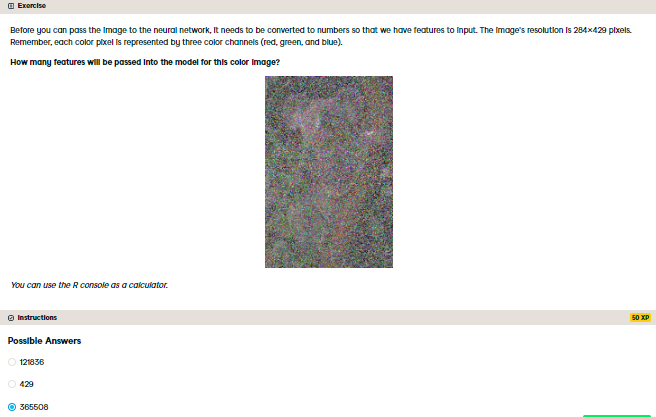 Exercise
Before you can pass the image to the neural network, it needs to be converted to numbers so that we have features to input. The image's resolution is 284×429 pixels.
Remember, each color pixel is represented by three color channels (red, green, and blue).
How many features will be passed into the model for this color image?
You can use the R console as a calculator.
Instructions
50 XP
Possible Answers
121836
429
365508